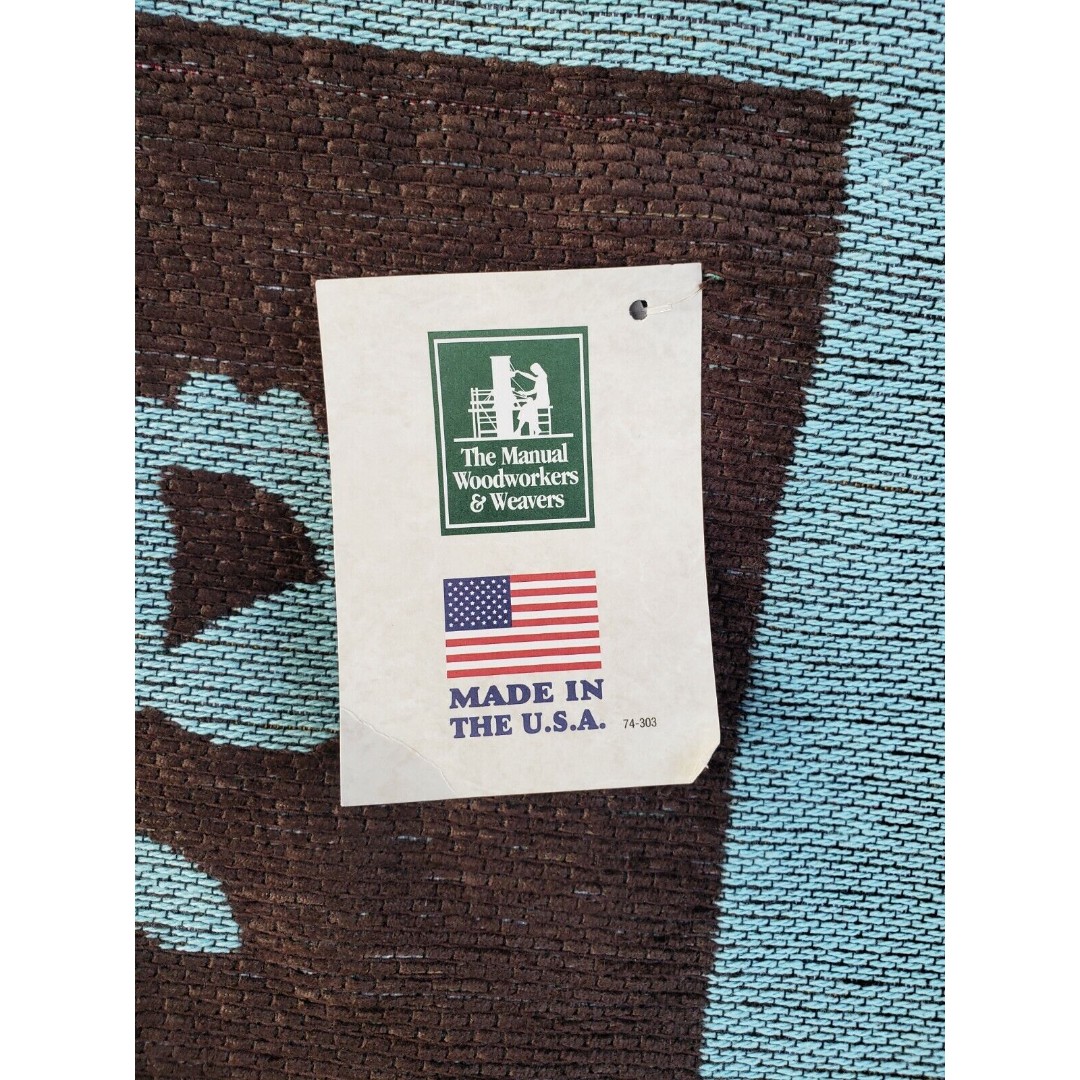 The Manual
Woodworkers
& Weavers
MADE IN
THE U.S.A. 74-303